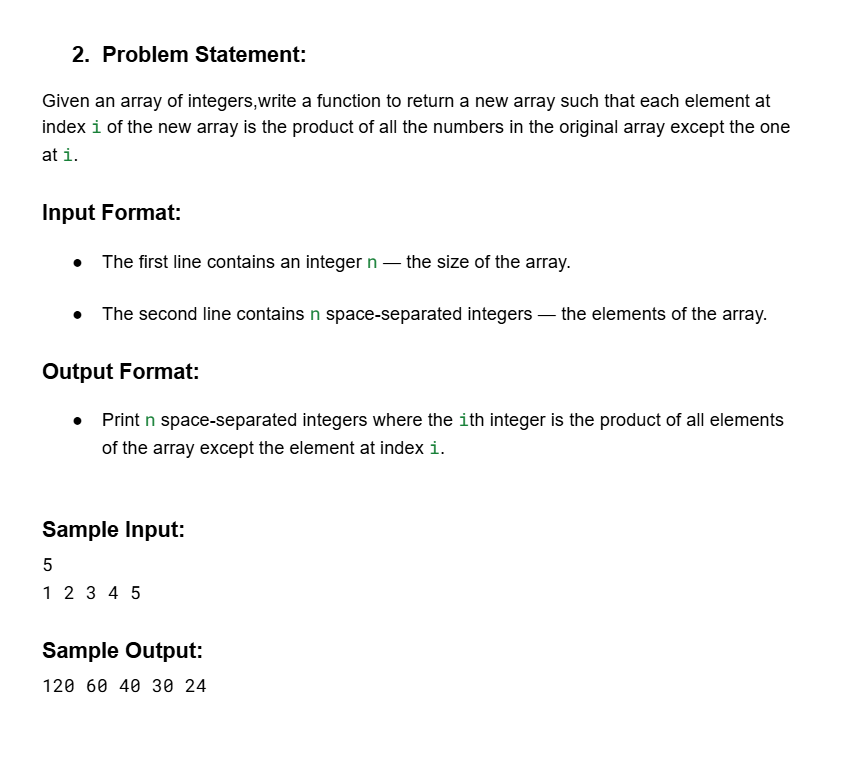 2. Problem Statement:
Given an array of integers,write a function to return a new array such that each element at
index i of the new array is the product of all the numbers in the original array except the one
at i.
Input Format:
● The first line contains an integer n — the size of the array.
● The second line contains n space-separated integers — the elements of the array.
Output Format:
● Print n space-separated integers where the ith integer is the product of all elements
of the array except the element at index i.
Sample Input:
5
1 2 3 4 5
Sample Output:
120 60 40 30 24